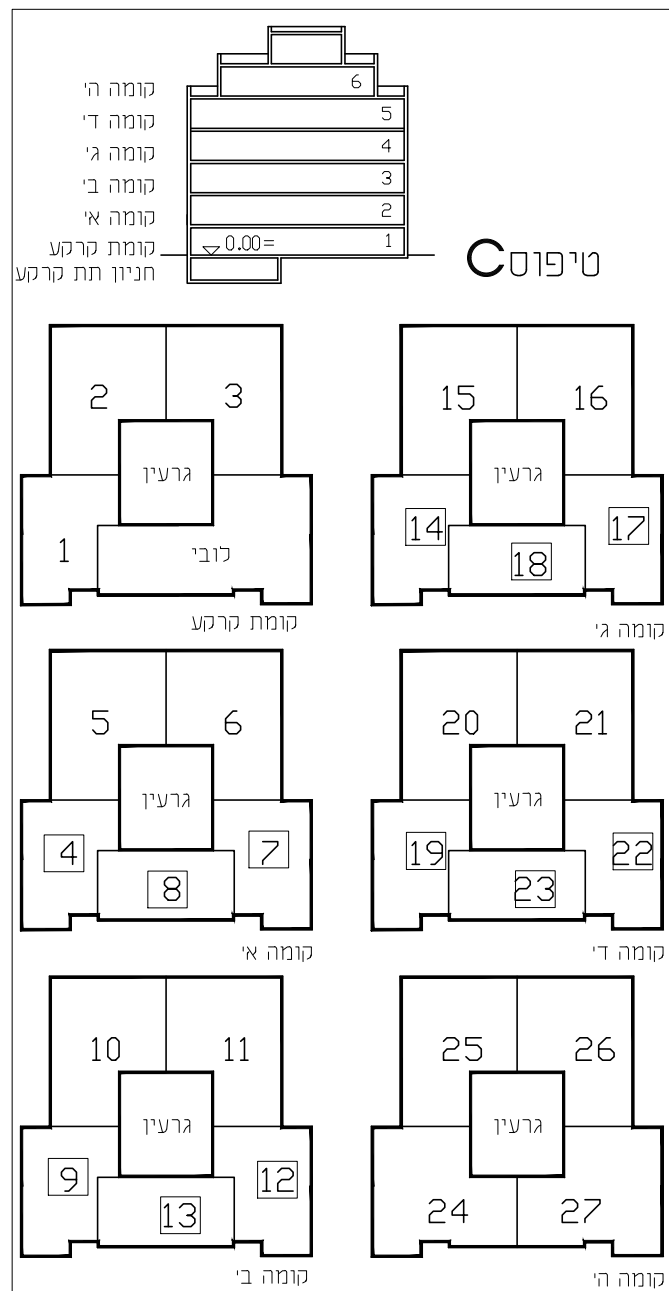 6
קומה ה'
5
קומה ד'
4
קומה ג'
3
קומה ב'
2
קומה א'
1
0.00=
קומת קרקע
חניון תת קרקע
טיפוס C
2 3
גרעין
1 לובי
קומת קרקע
15 16
גרעין
14 17
18
קומה ג'
5 6
גרעין
4 7
8
קומה א'
20 21
גרעין
19 22
23
קומה ד'
10 11
גרעין
9 12
13
קומה ב'
25 26
גרעין
24 27
קומה ה'